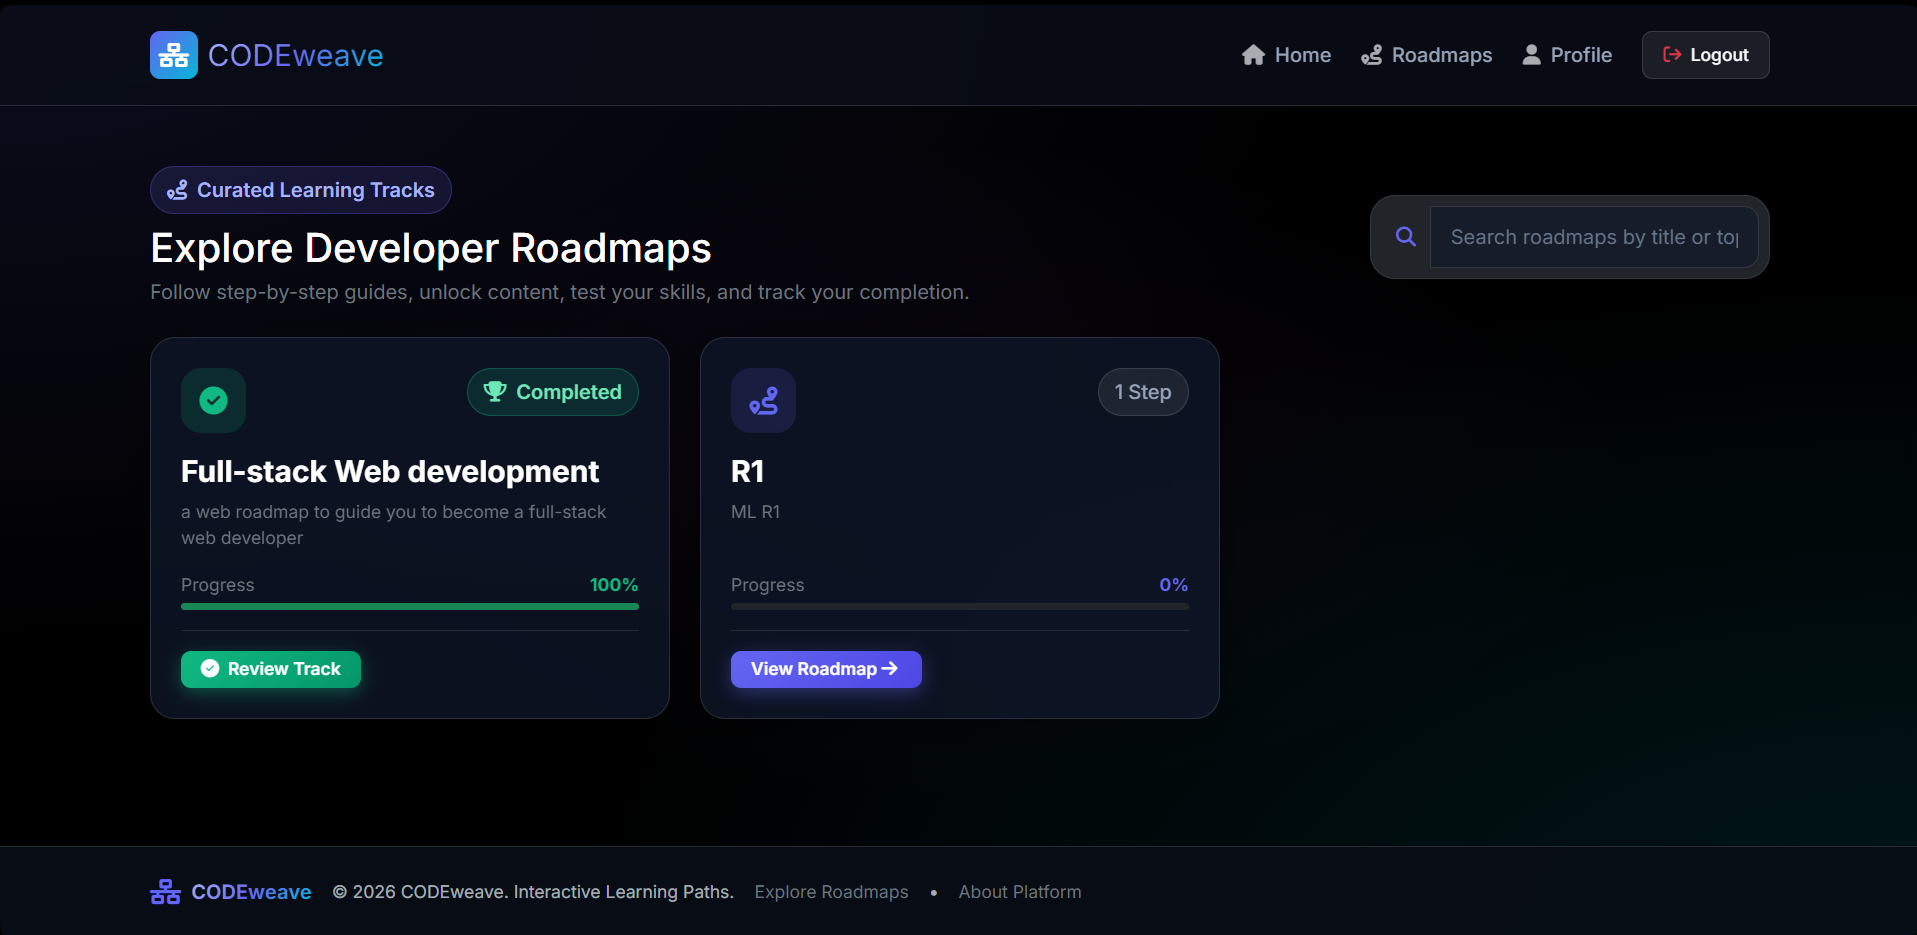 CODEweave
Home
Roadmaps
Profile
Logout
Curated Learning Tracks
Explore Developer Roadmaps
Follow step-by-step guides, unlock content, test your skills, and track your completion.
Search roadmaps by title or to
Completed
Full-stack Web development
a web roadmap to guide you to become a full-stack
web developer
Progress 100%
Review Track
1 Step
R1
ML R1
Progress 0%
View Roadmap →
CODEweave © 2026 CODEweave. Interactive Learning Paths. Explore Roadmaps • About Platform